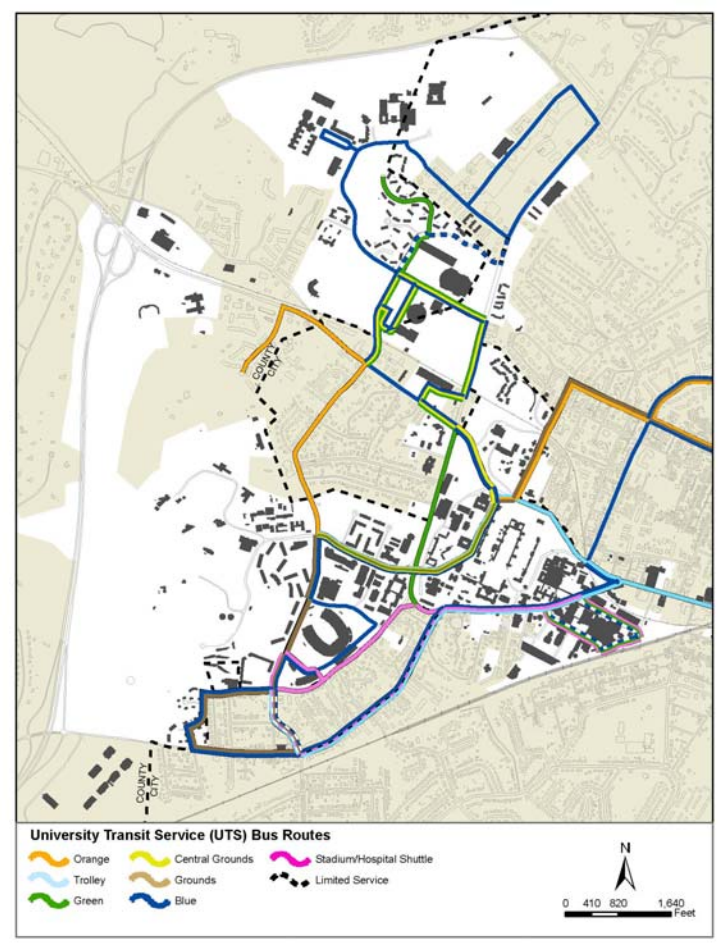 COUNTY
CITY
COUNTY
CITY
University Transit Service (UTS) Bus Routes
Orange
Central Grounds
Stadium/Hospital Shuttle
Trolley
Grounds
Limited Service
Green
Blue
N
0 410 820 1,640
Feet